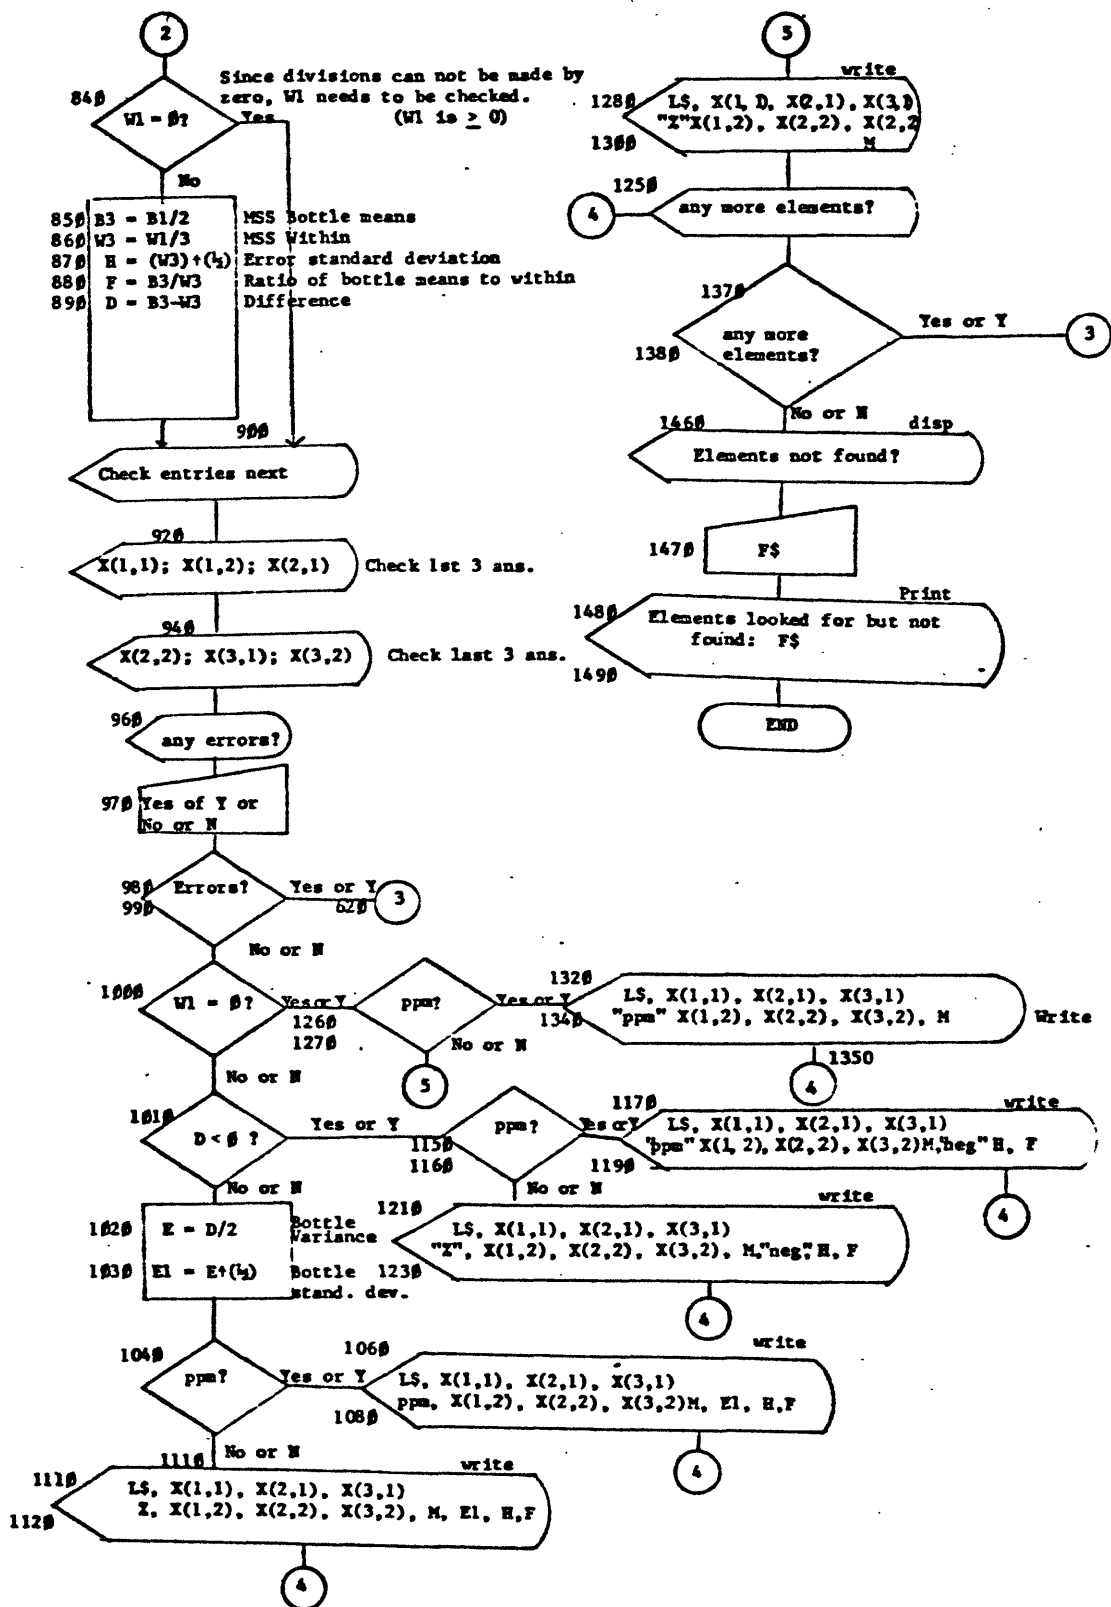 2
Since divisions can not be made by
zero, W1 needs to be checked.
(W1 is ≥ 0)
84Ø
W1 = Ø?
Yes
No
85Ø B3 = B1/2 MSS Bottle means
86Ø W3 = W1/3 MSS Within
87Ø H = (W3)↑(½) Error standard deviation
88Ø F = B3/W3 Ratio of bottle means to within
89Ø D = B3-W3 Difference
9ØØ
Check entries next
92Ø
X(1,1); X(1,2); X(2,1) Check 1st 3 ans.
94Ø
X(2,2); X(3,1); X(3,2) Check last 3 ans.
96Ø
any errors?
97Ø Yes of Y or
No or N
98Ø Errors? Yes or Y
99Ø 62Ø 3
No or N
1ØØØ
W1 = Ø? Yes or Y ppm? Yes or Y
126Ø
127Ø
No or N
5
132Ø
L$, X(1,1), X(2,1), X(3,1)
134Ø "ppm" X(1,2), X(2,2), X(3,2), M Write
1350
4
No or N
1Ø1Ø
D < Ø ? Yes or Y ppm? Yes or Y
115Ø
116Ø
117Ø write
L$, X(1,1), X(2,1), X(3,1)
"ppm" X(1,2), X(2,2), X(3,2)M,"neg" H, F
119Ø
4
No or N
No or N
121Ø write
L$, X(1,1), X(2,1), X(3,1)
"%", X(1,2), X(2,2), X(3,2), M,"neg" H, F
123Ø
4
1Ø2Ø E = D/2 Bottle
Variance
1Ø3Ø E1 = E↑(½) Bottle
stand. dev.
104Ø
ppm? Yes or Y
106Ø write
L$, X(1,1), X(2,1), X(3,1)
ppm, X(1,2), X(2,2), X(3,2)M, E1, H,F
108Ø
4
No or N
111Ø
111Ø write
L$, X(1,1), X(2,1), X(3,1)
%, X(1,2), X(2,2), X(3,2), M, E1, H,F
112Ø
4
5
write
128Ø L$, X(1,1), X(2,1), X(3,1)
"%"X(1,2), X(2,2), X(2,2
13ØØ M
125Ø
4 any more elements?
137Ø
any more
138Ø elements?
Yes or Y 3
No or N
146Ø disp
Elements not found?
147Ø F$
Print
148Ø Elements looked for but not
found: F$
149Ø
END